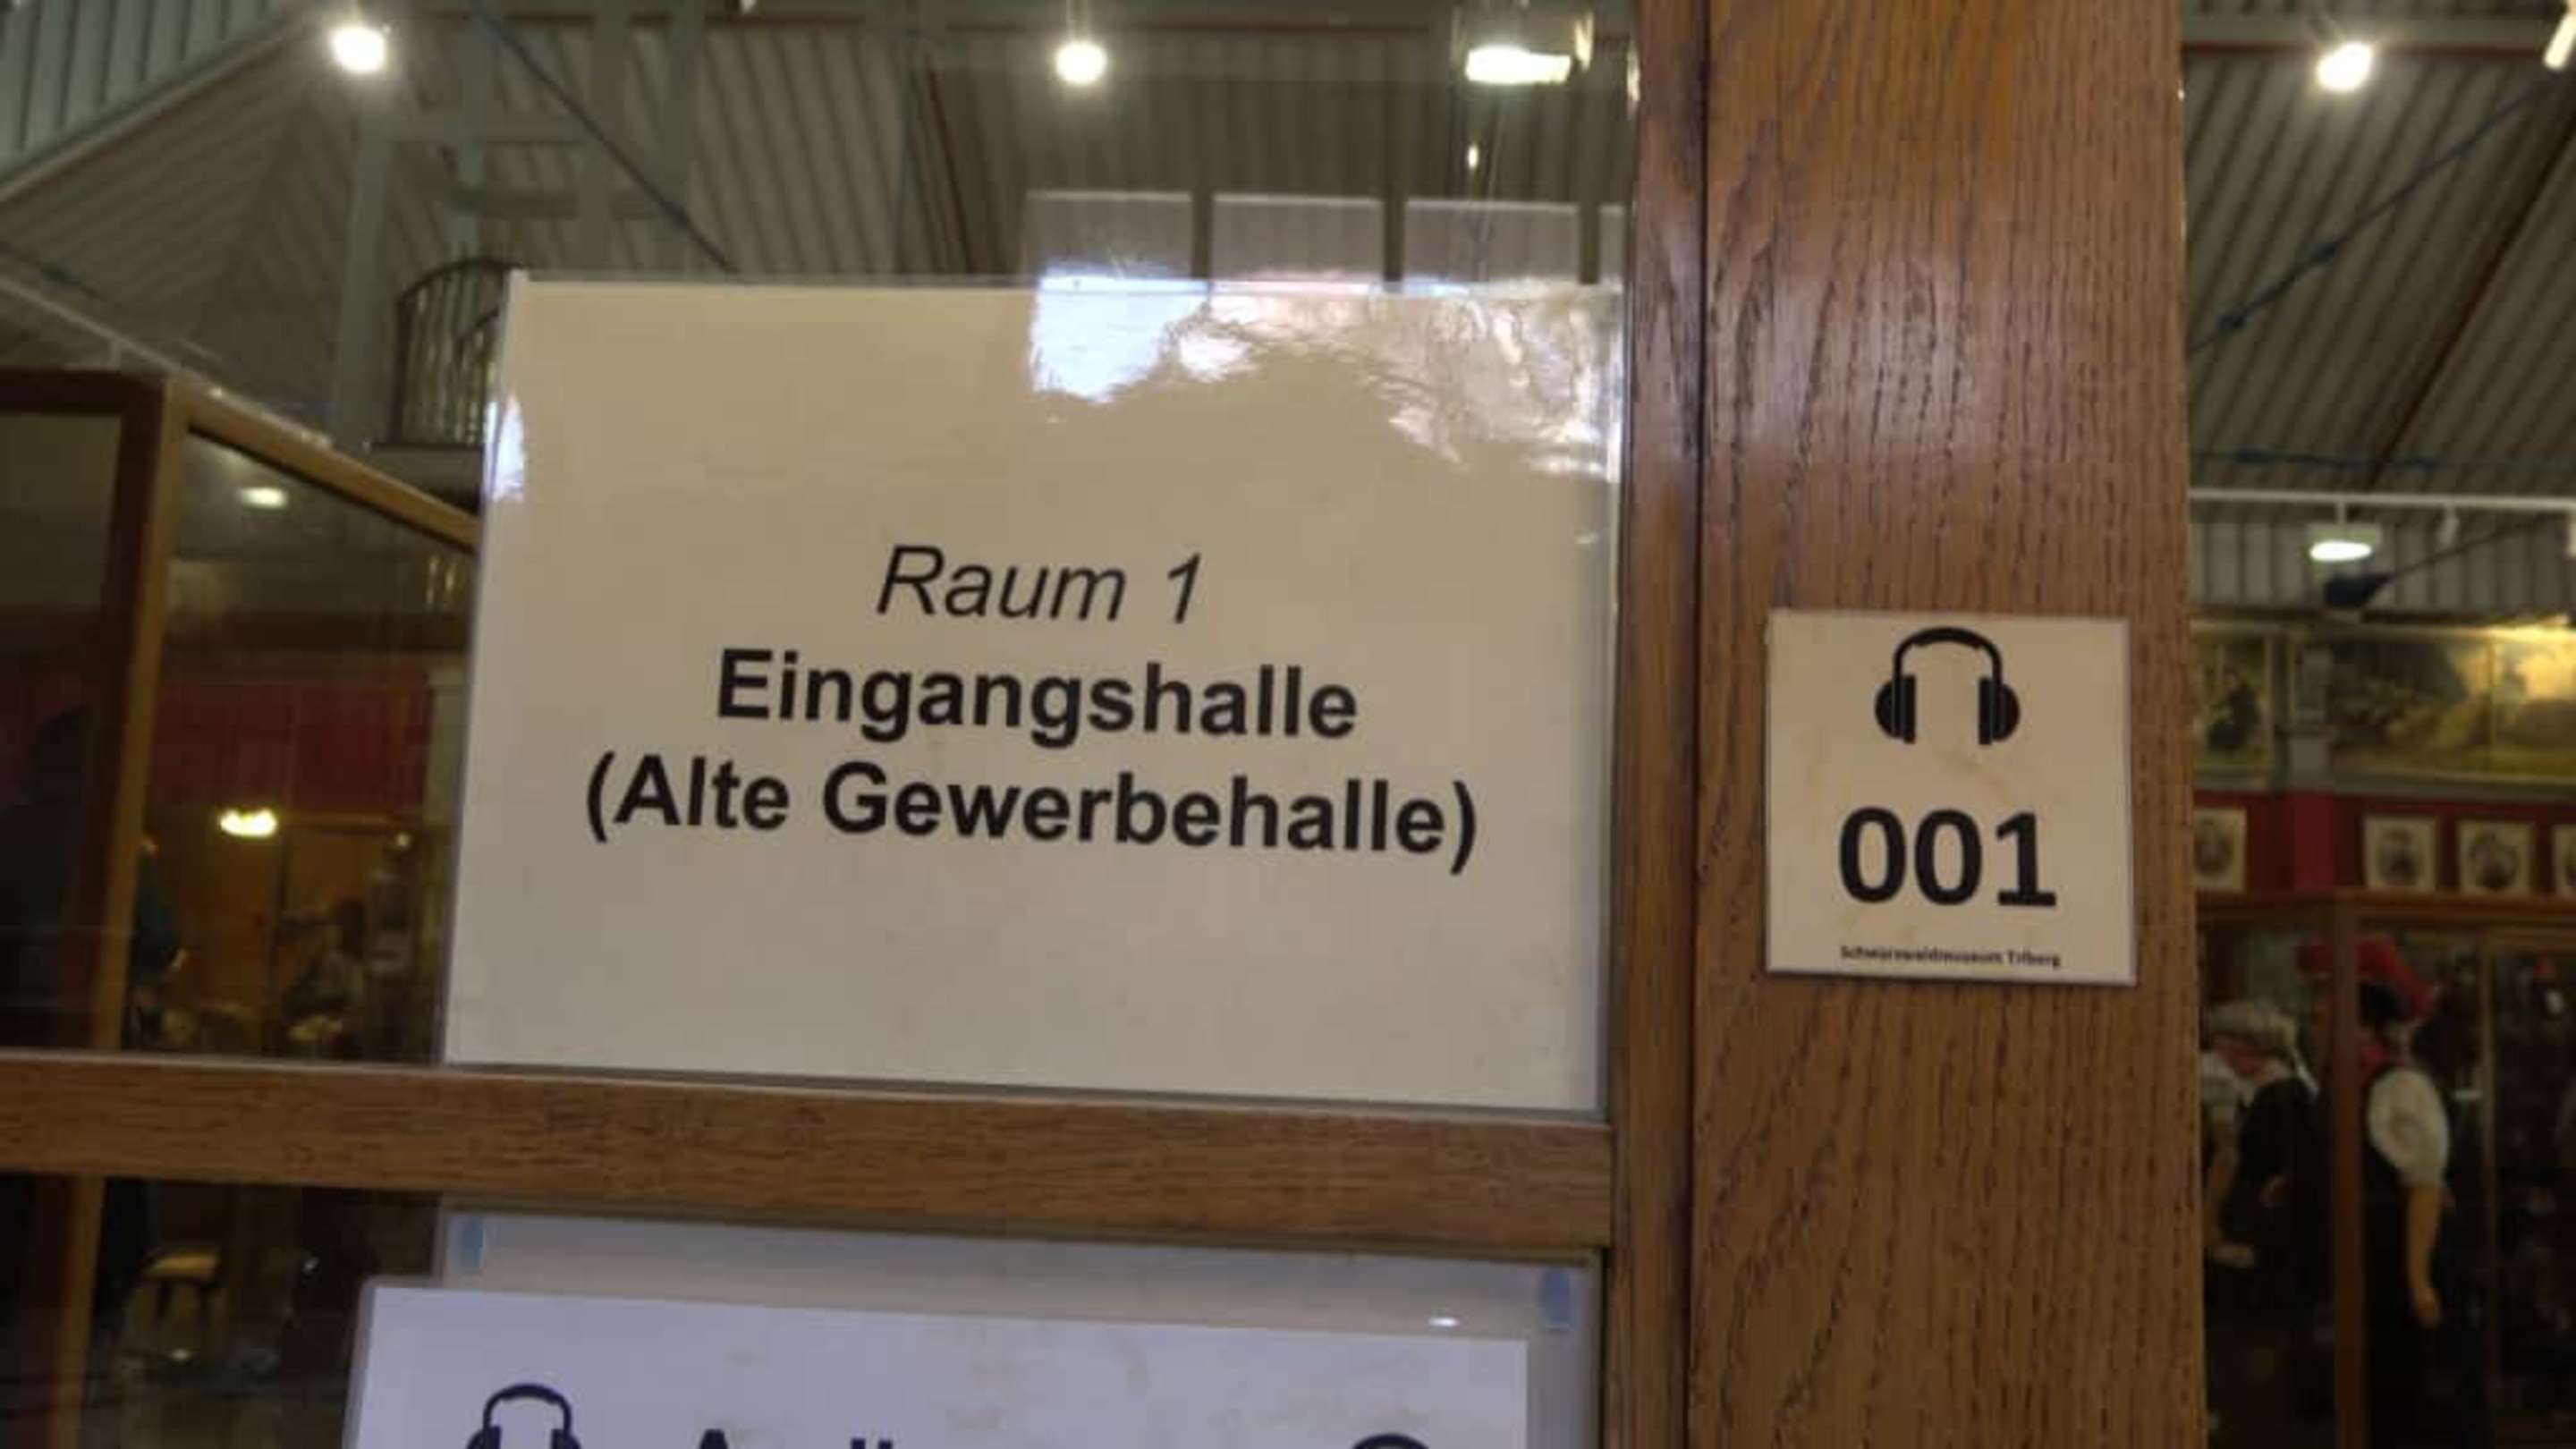 Raum 1
Eingangshalle
(Alte Gewerbehalle)
001
Schwarzwaldmuseum Triberg